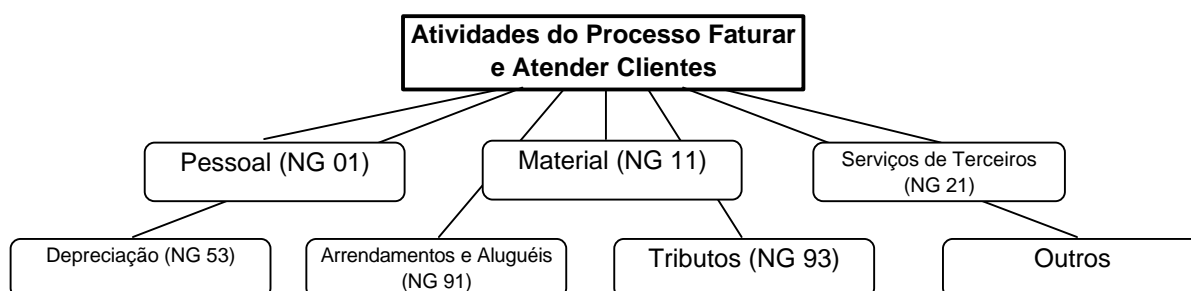 Atividades do Processo Faturar
e Atender Clientes
Pessoal (NG 01)
Material (NG 11)
Serviços de Terceiros
(NG 21)
Depreciação (NG 53)
Arrendamentos e Aluguéis
(NG 91)
Tributos (NG 93)
Outros